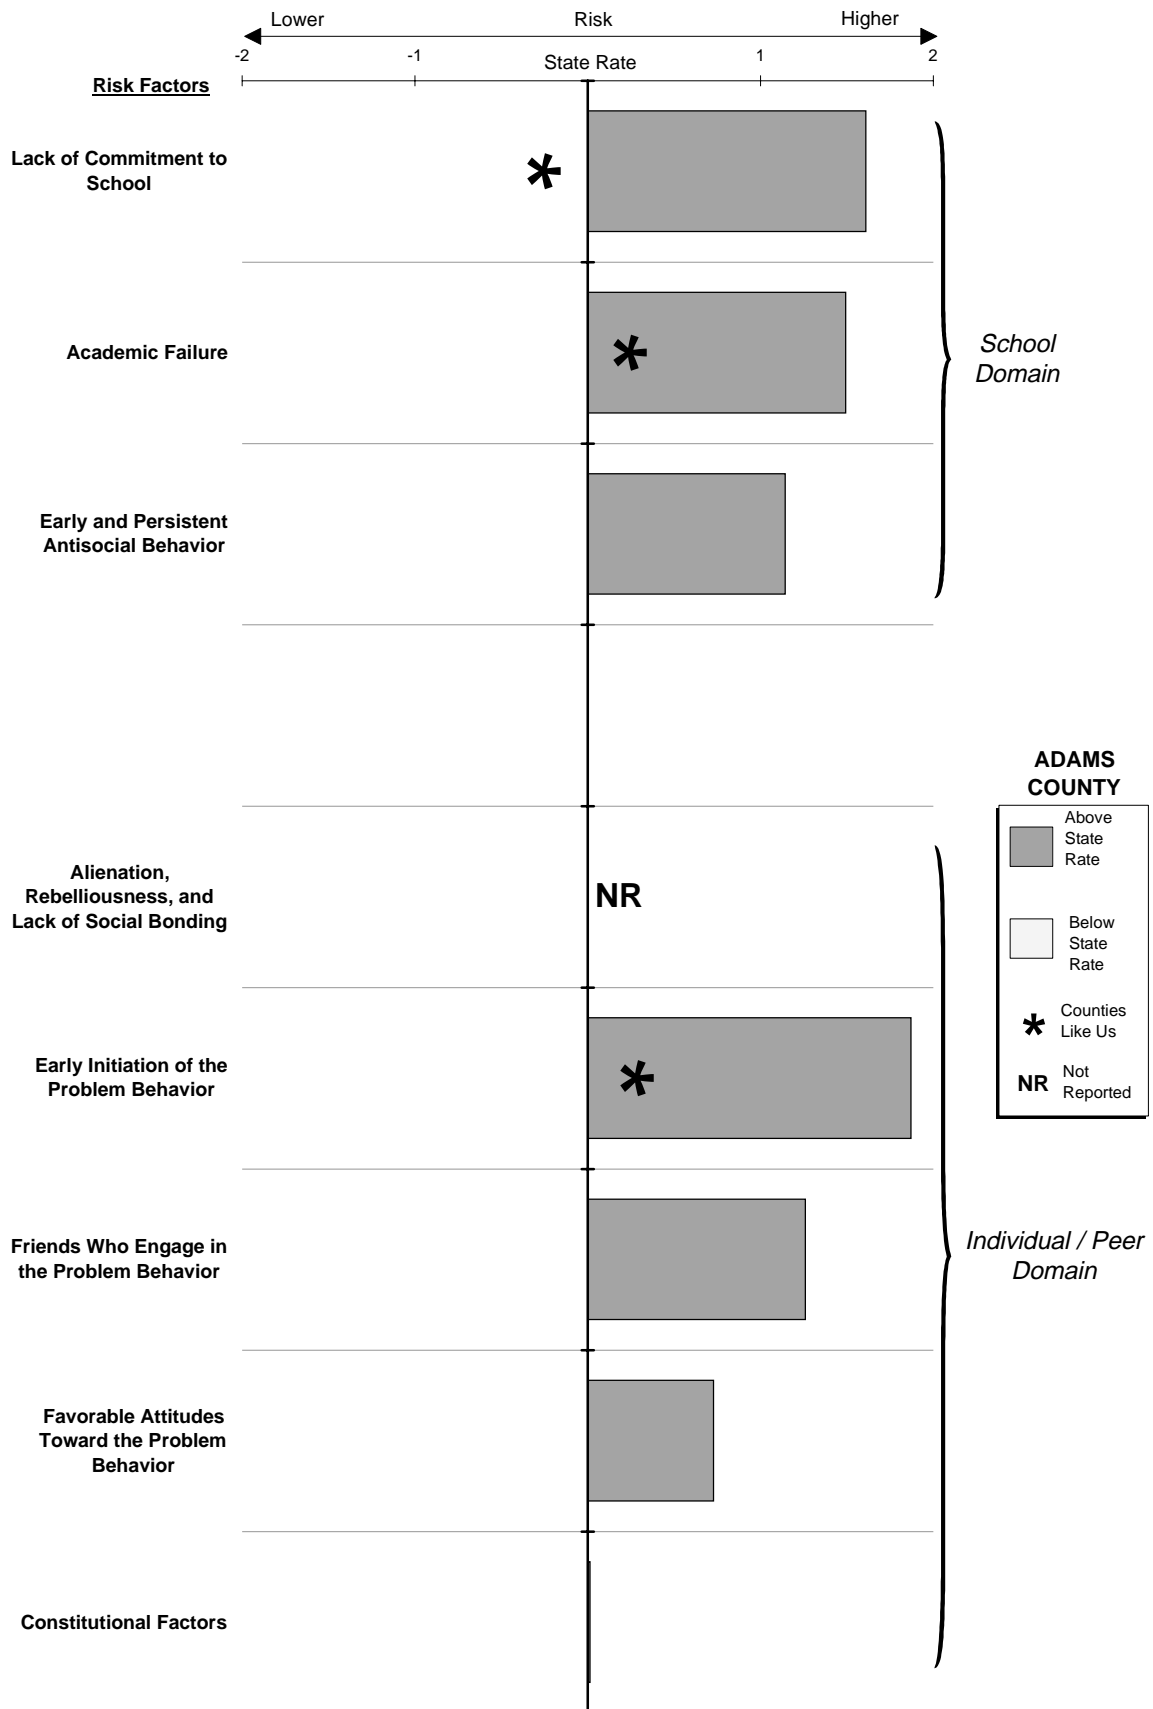 Lower Risk Higher
-2 -1 State Rate 1 2
Risk Factors
Lack of Commitment to
School
*
Academic Failure
*
School
Domain
Early and Persistent
Antisocial Behavior
ADAMS
COUNTY
Above
State
Rate
Below
State
Rate
* Counties
Like Us
NR Not
Reported
Alienation,
Rebelliousness, and
Lack of Social Bonding
NR
Early Initiation of the
Problem Behavior
*
Friends Who Engage in
the Problem Behavior
Individual / Peer
Domain
Favorable Attitudes
Toward the Problem
Behavior
Constitutional Factors